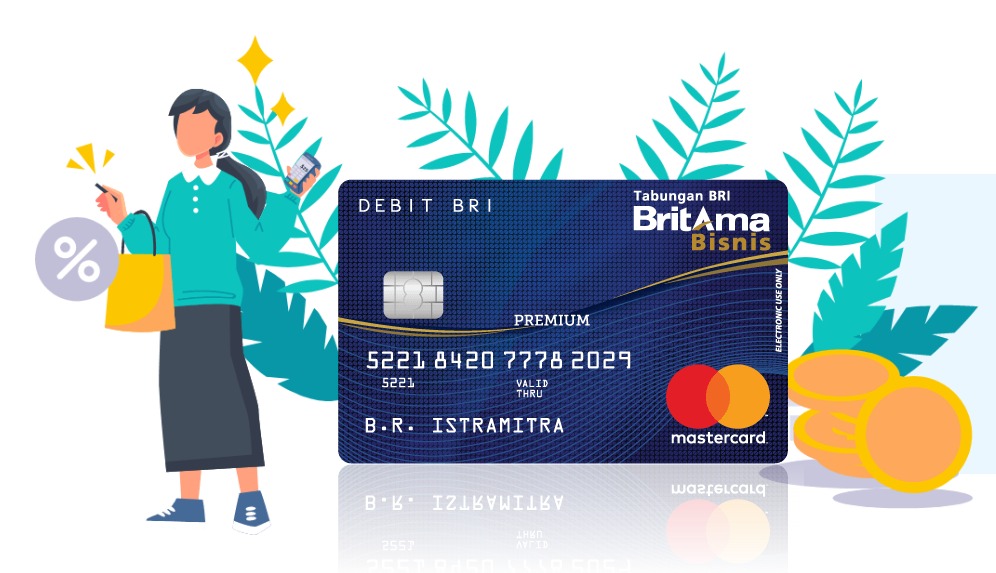 DEBIT BRI
Tabungan BRI
BritAma
Bisnis
ELECTRONIC USE ONLY
PREMIUM
5221 8420 7778 2029
5221
VALID
THRU
B.R. ISTRAMITRA
mastercard
%